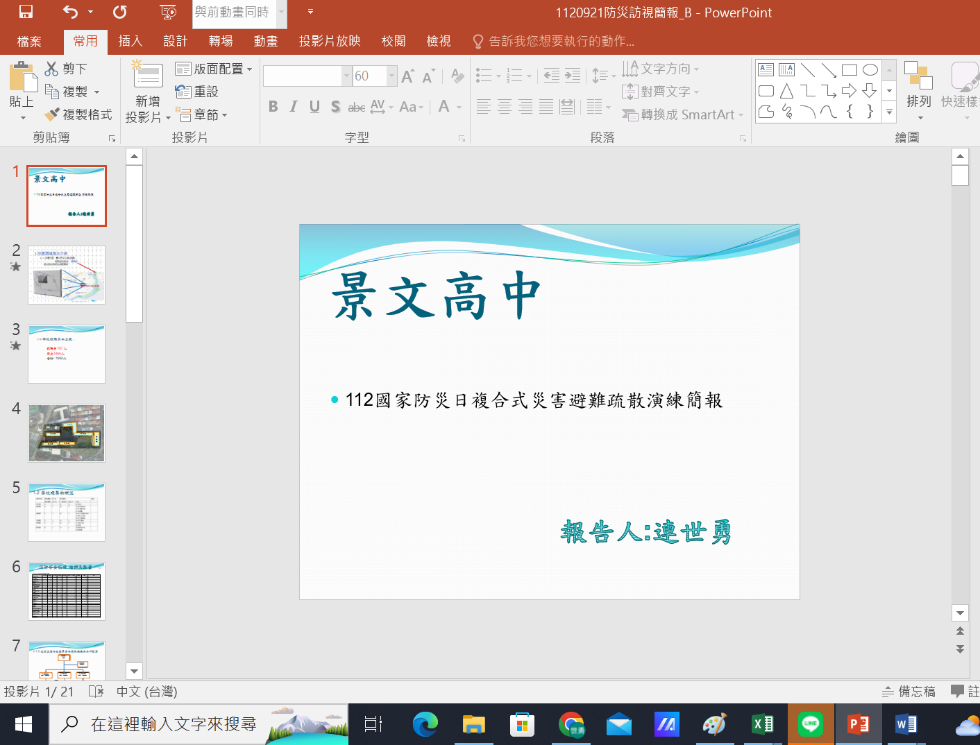 與前動畫同時
1120921防災訪視簡報_B - PowerPoint
檔案 常用 插入 設計 轉場 動畫 投影片放映 校閱 檢視 告訴我您想要執行的動作...
貼上
剪下
複製
複製格式
剪貼簿
新增
投影片
版面配置
重設
章節
投影片
60
B I U S abc AV Aa A
字型
文字方向
對齊文字
轉換成 SmartArt
段落
排列
快速樣
繪圖
1
景文高中
2
3
4
5
6
7
景文高中
112國家防災日複合式災害避難疏散演練簡報
報告人:連世勇
投影片 1/ 21 中文 (台灣) 備忘稿 註
在這裡輸入文字來搜尋